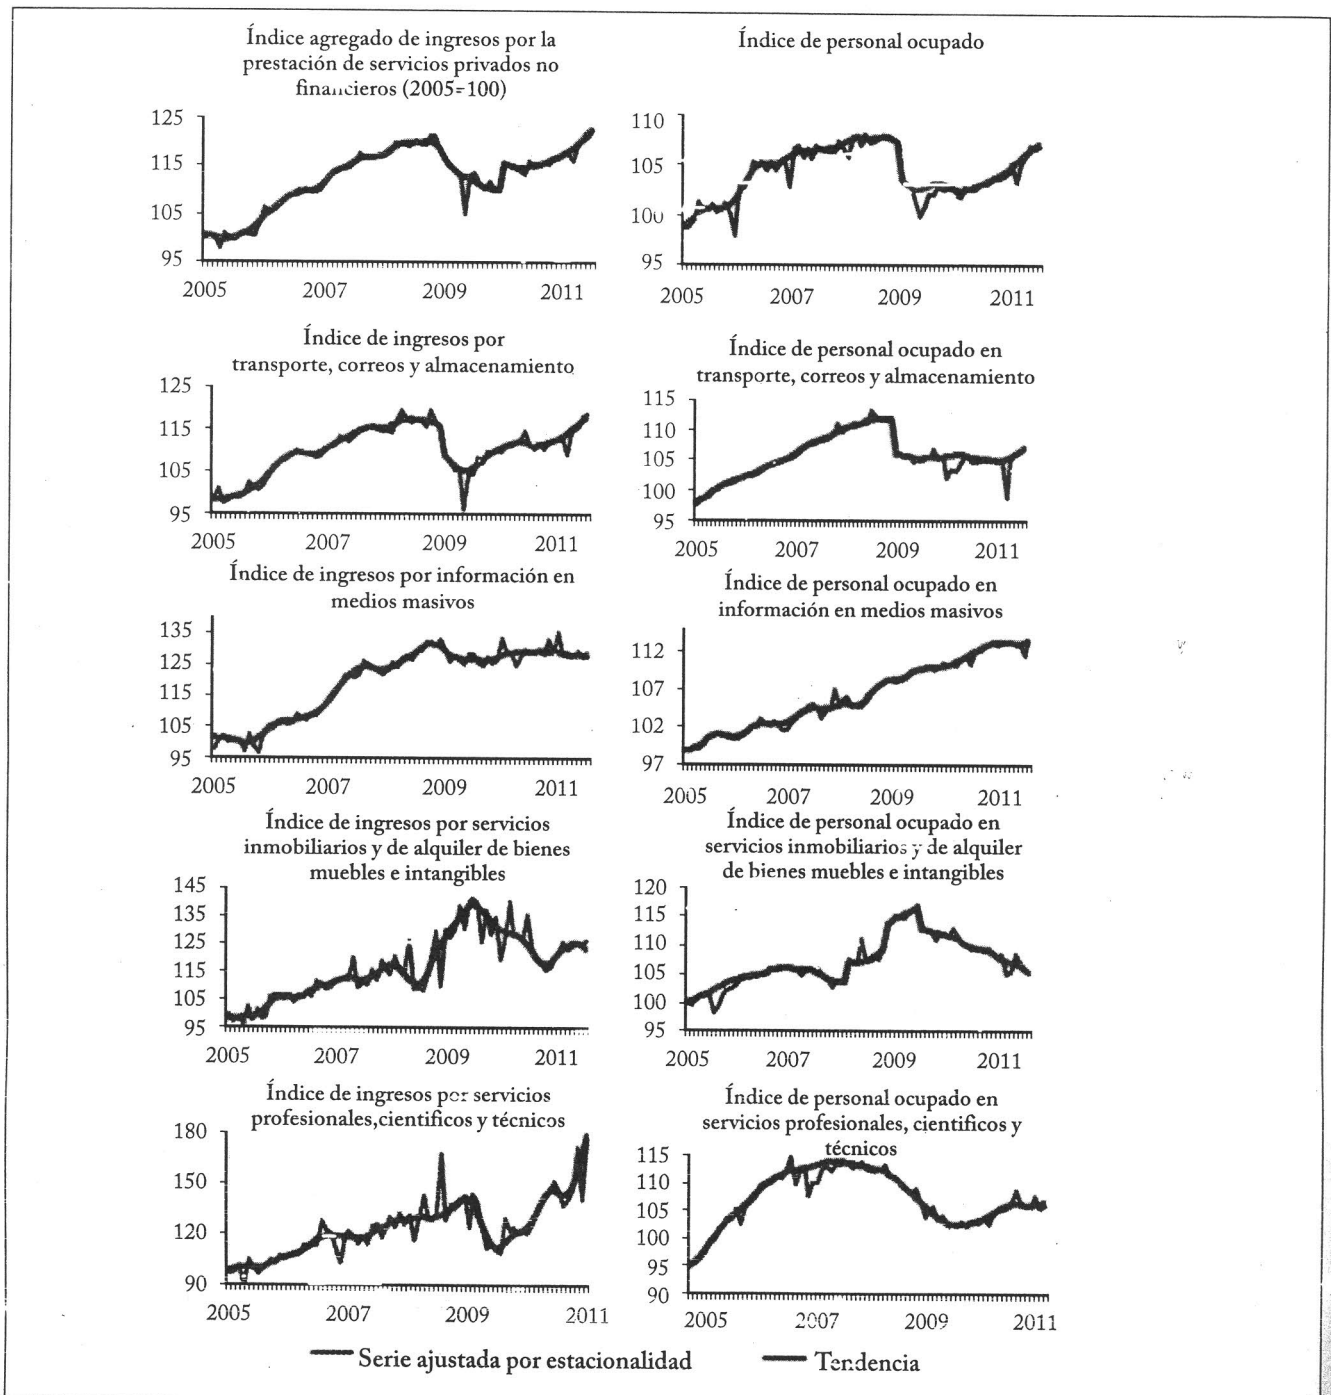 Índice agregado de ingresos por la
prestación de servicios privados no
financieros (2005=100)
125
115
105
95
2005 2007 2009 2011
Índice de personal ocupado
110
105
100
95
2005 2007 2009 2011
Índice de ingresos por
transporte, correos y almacenamiento
125
115
105
95
2005 2007 2009 2011
Índice de personal ocupado en
transporte, correos y almacenamiento
115
110
105
100
95
2005 2007 2009 2011
Índice de ingresos por información en
medios masivos
135
125
115
105
95
2005 2007 2009 2011
Índice de personal ocupado en
información en medios masivos
112
107
102
97
2005 2007 2009 2011
Índice de ingresos por servicios
inmobiliarios y de alquiler de bienes
muebles e intangibles
145
135
125
115
105
95
2005 2007 2009 2011
Índice de personal ocupado en
servicios inmobiliarios y de alquiler
de bienes muebles e intangibles
120
115
110
105
100
95
2005 2007 2009 2011
Índice de ingresos por servicios
profesionales,cientificos y técnicos
180
150
120
90
2005 2007 2009 2011
Índice de personal ocupado en
servicios profesionales, cientificos y
técnicos
115
110
105
100
95
90
2005 2007 2009 2011
Serie ajustada por estacionalidad Tendencia